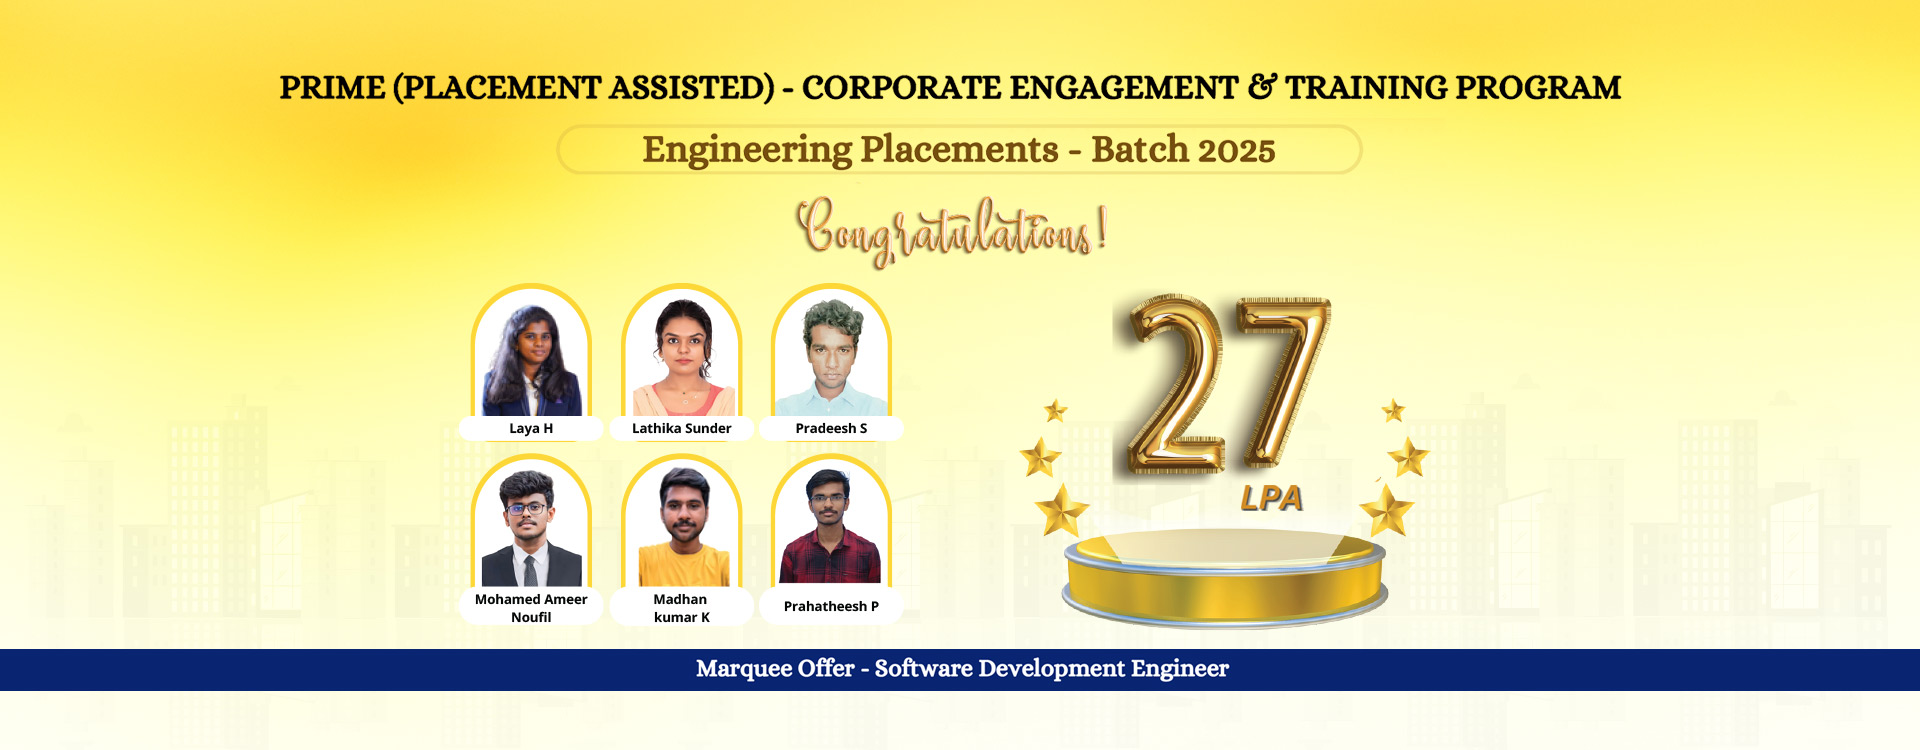 PRIME (PLACEMENT ASSISTED) - CORPORATE ENGAGEMENT & TRAINING PROGRAM
Engineering Placements - Batch 2025
Congratulations!
Laya H
Lathika Sunder
Pradeesh S
Mohamed Ameer
Noufil
Madhan
kumar K
Prahatheesh P
27
LPA
Marquee Offer - Software Development Engineer